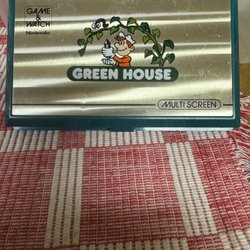 GAME &
WATCH
Nintendo
GREEN HOUSE
MULTI SCREEN